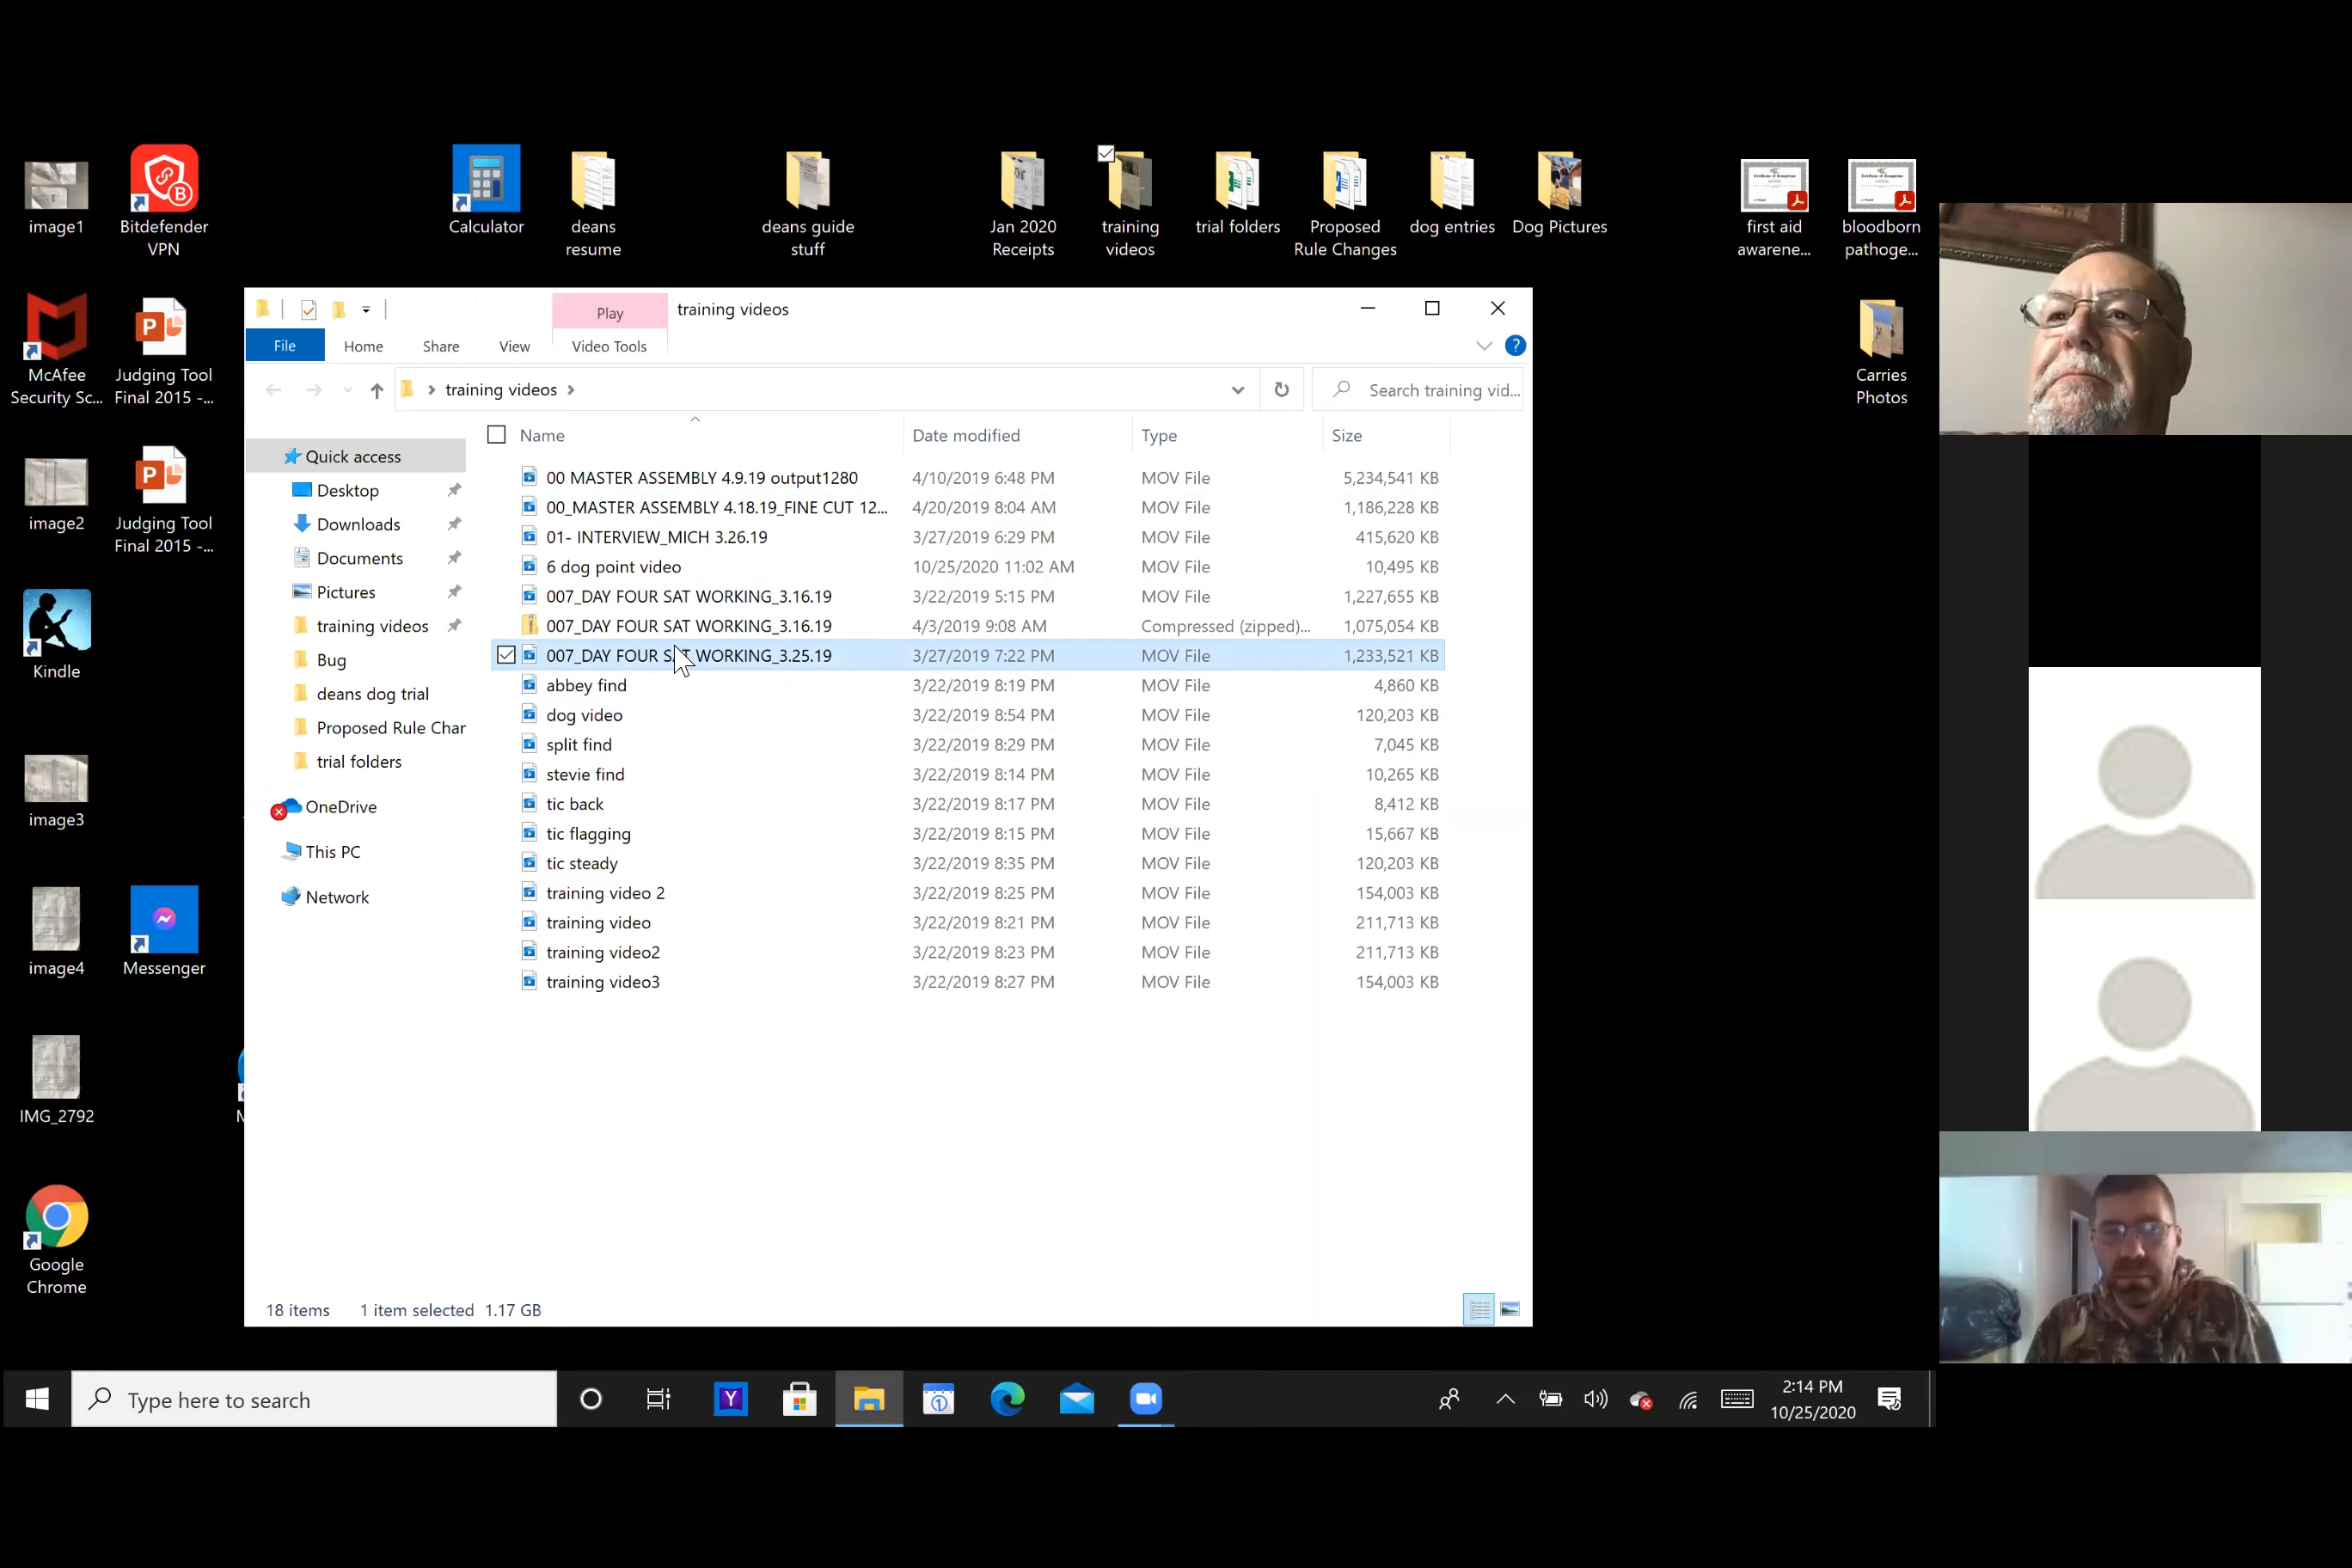 image1
Bitdefender
VPN
Calculator
deans
resume
deans guide
stuff
Jan 2020
Receipts
training
videos
trial folders
Proposed
Rule Changes
dog entries
Dog Pictures
first aid
awarene...
bloodborn
pathoge...
McAfee
Security Sc...
Judging Tool
Final 2015 -...
Carries
Photos
image2
Judging Tool
Final 2015 -...
Kindle
image3
image4
Messenger
IMG_2792
Google
Chrome
Play
training videos
File
Home
Share
View
Video Tools
training videos
Search training vid...
Quick access
Desktop
Downloads
Documents
Pictures
training videos
Bug
deans dog trial
Proposed Rule Char
trial folders
OneDrive
This PC
Network
Name Date modified Type Size
00 MASTER ASSEMBLY 4.9.19 output1280 4/10/2019 6:48 PM MOV File 5,234,541 KB
00_MASTER ASSEMBLY 4.18.19_FINE CUT 12... 4/20/2019 8:04 AM MOV File 1,186,228 KB
01- INTERVIEW_MICH 3.26.19 3/27/2019 6:29 PM MOV File 415,620 KB
6 dog point video 10/25/2020 11:02 AM MOV File 10,495 KB
007_DAY FOUR SAT WORKING_3.16.19 3/22/2019 5:15 PM MOV File 1,227,655 KB
007_DAY FOUR SAT WORKING_3.16.19 4/3/2019 9:08 AM Compressed (zipped)... 1,075,054 KB
007_DAY FOUR SAT WORKING_3.25.19 3/27/2019 7:22 PM MOV File 1,233,521 KB
abbey find 3/22/2019 8:19 PM MOV File 4,860 KB
dog video 3/22/2019 8:54 PM MOV File 120,203 KB
split find 3/22/2019 8:29 PM MOV File 7,045 KB
stevie find 3/22/2019 8:14 PM MOV File 10,265 KB
tic back 3/22/2019 8:17 PM MOV File 8,412 KB
tic flagging 3/22/2019 8:15 PM MOV File 15,667 KB
tic steady 3/22/2019 8:35 PM MOV File 120,203 KB
training video 2 3/22/2019 8:25 PM MOV File 154,003 KB
training video 3/22/2019 8:21 PM MOV File 211,713 KB
training video2 3/22/2019 8:23 PM MOV File 211,713 KB
training video3 3/22/2019 8:27 PM MOV File 154,003 KB
18 items 1 item selected 1.17 GB
Type here to search
2:14 PM
10/25/2020